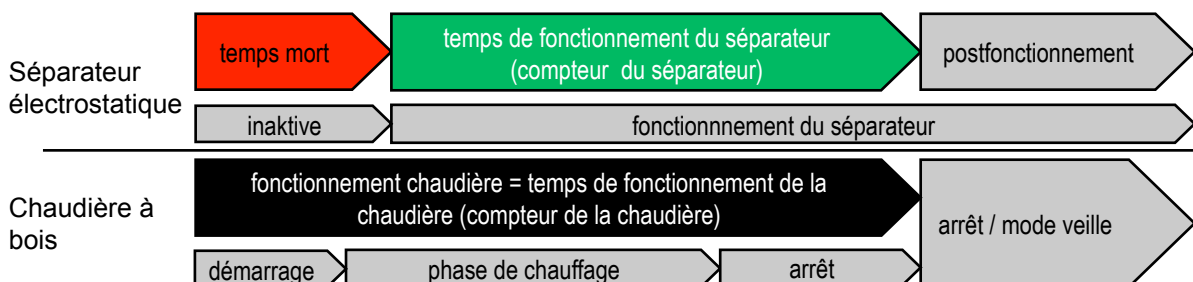 Séparateur
électrostatique
temps mort
temps de fonctionnement du séparateur
(compteur du séparateur)
postfonctionnement
inaktive
fonctionnnement du séparateur
Chaudière à
bois
fonctionnement chaudière = temps de fonctionnement de la
chaudière (compteur de la chaudière)
arrêt / mode veille
démarrage
phase de chauffage
arrêt